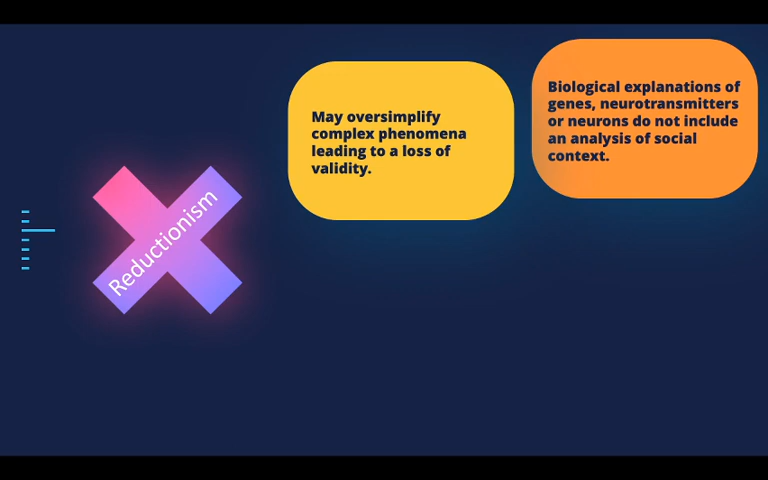 Reductionism
May oversimplify
complex phenomena
leading to a loss of
validity.
Biological explanations of
genes, neurotransmitters
or neurons do not include
an analysis of social
context.